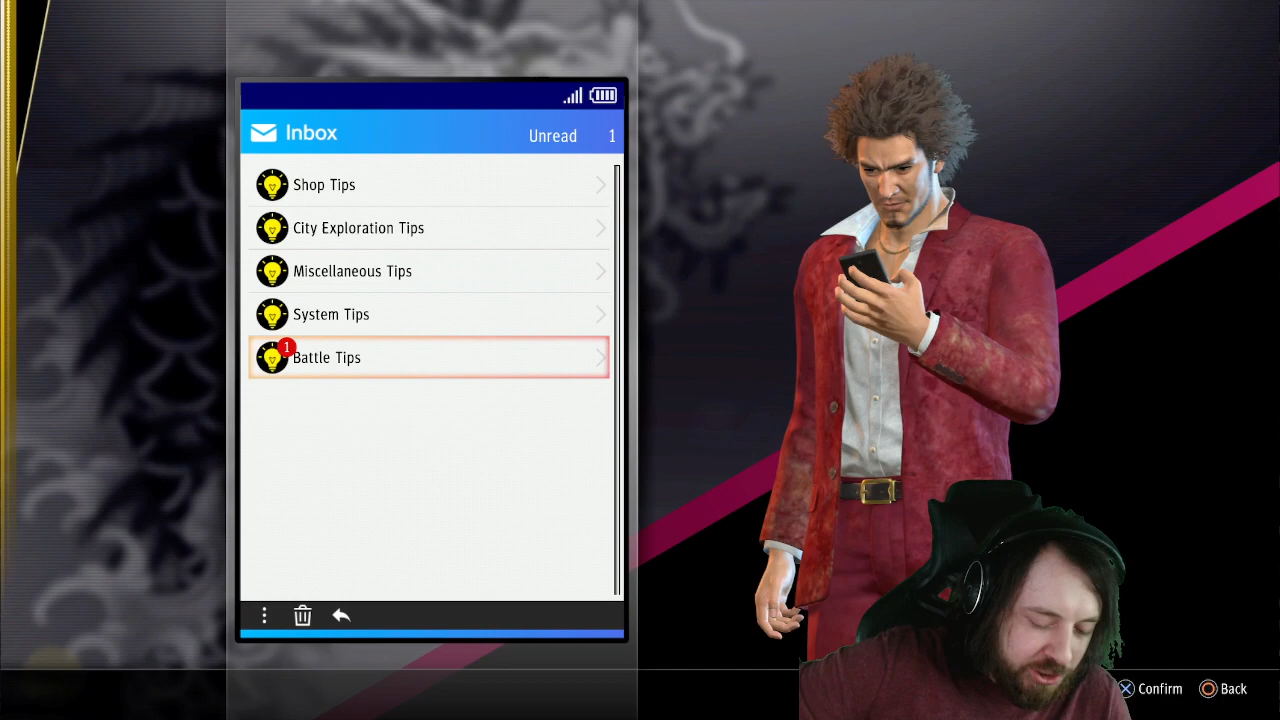 Inbox
Unread 1
Shop Tips
City Exploration Tips
Miscellaneous Tips
System Tips
1
Battle Tips
Confirm Back